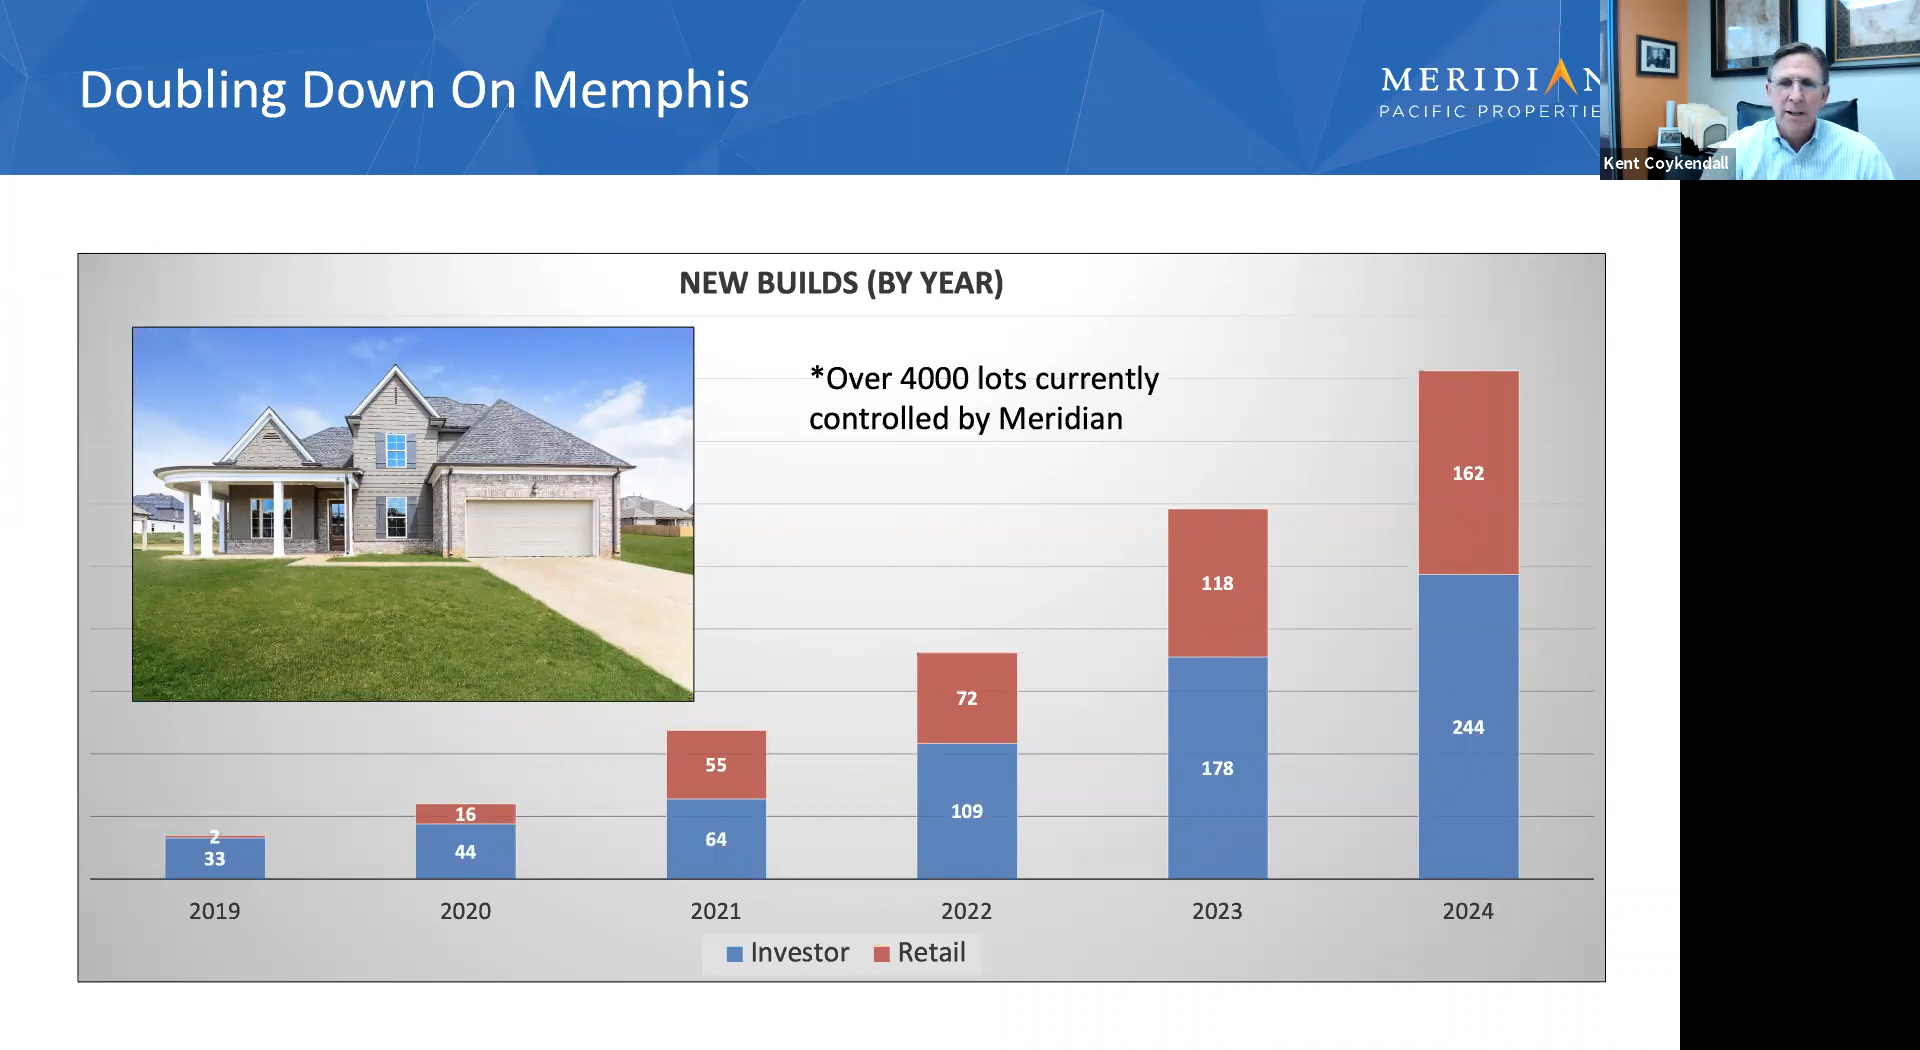 Doubling Down On Memphis
MERIDIAN
PACIFIC PROPERTIE
Kent Coykendall
NEW BUILDS (BY YEAR)
*Over 4000 lots currently
controlled by Meridian
162
118
244
72
178
55
109
16
64
2
44
33
2019 2020 2021 2022 2023 2024
Investor Retail